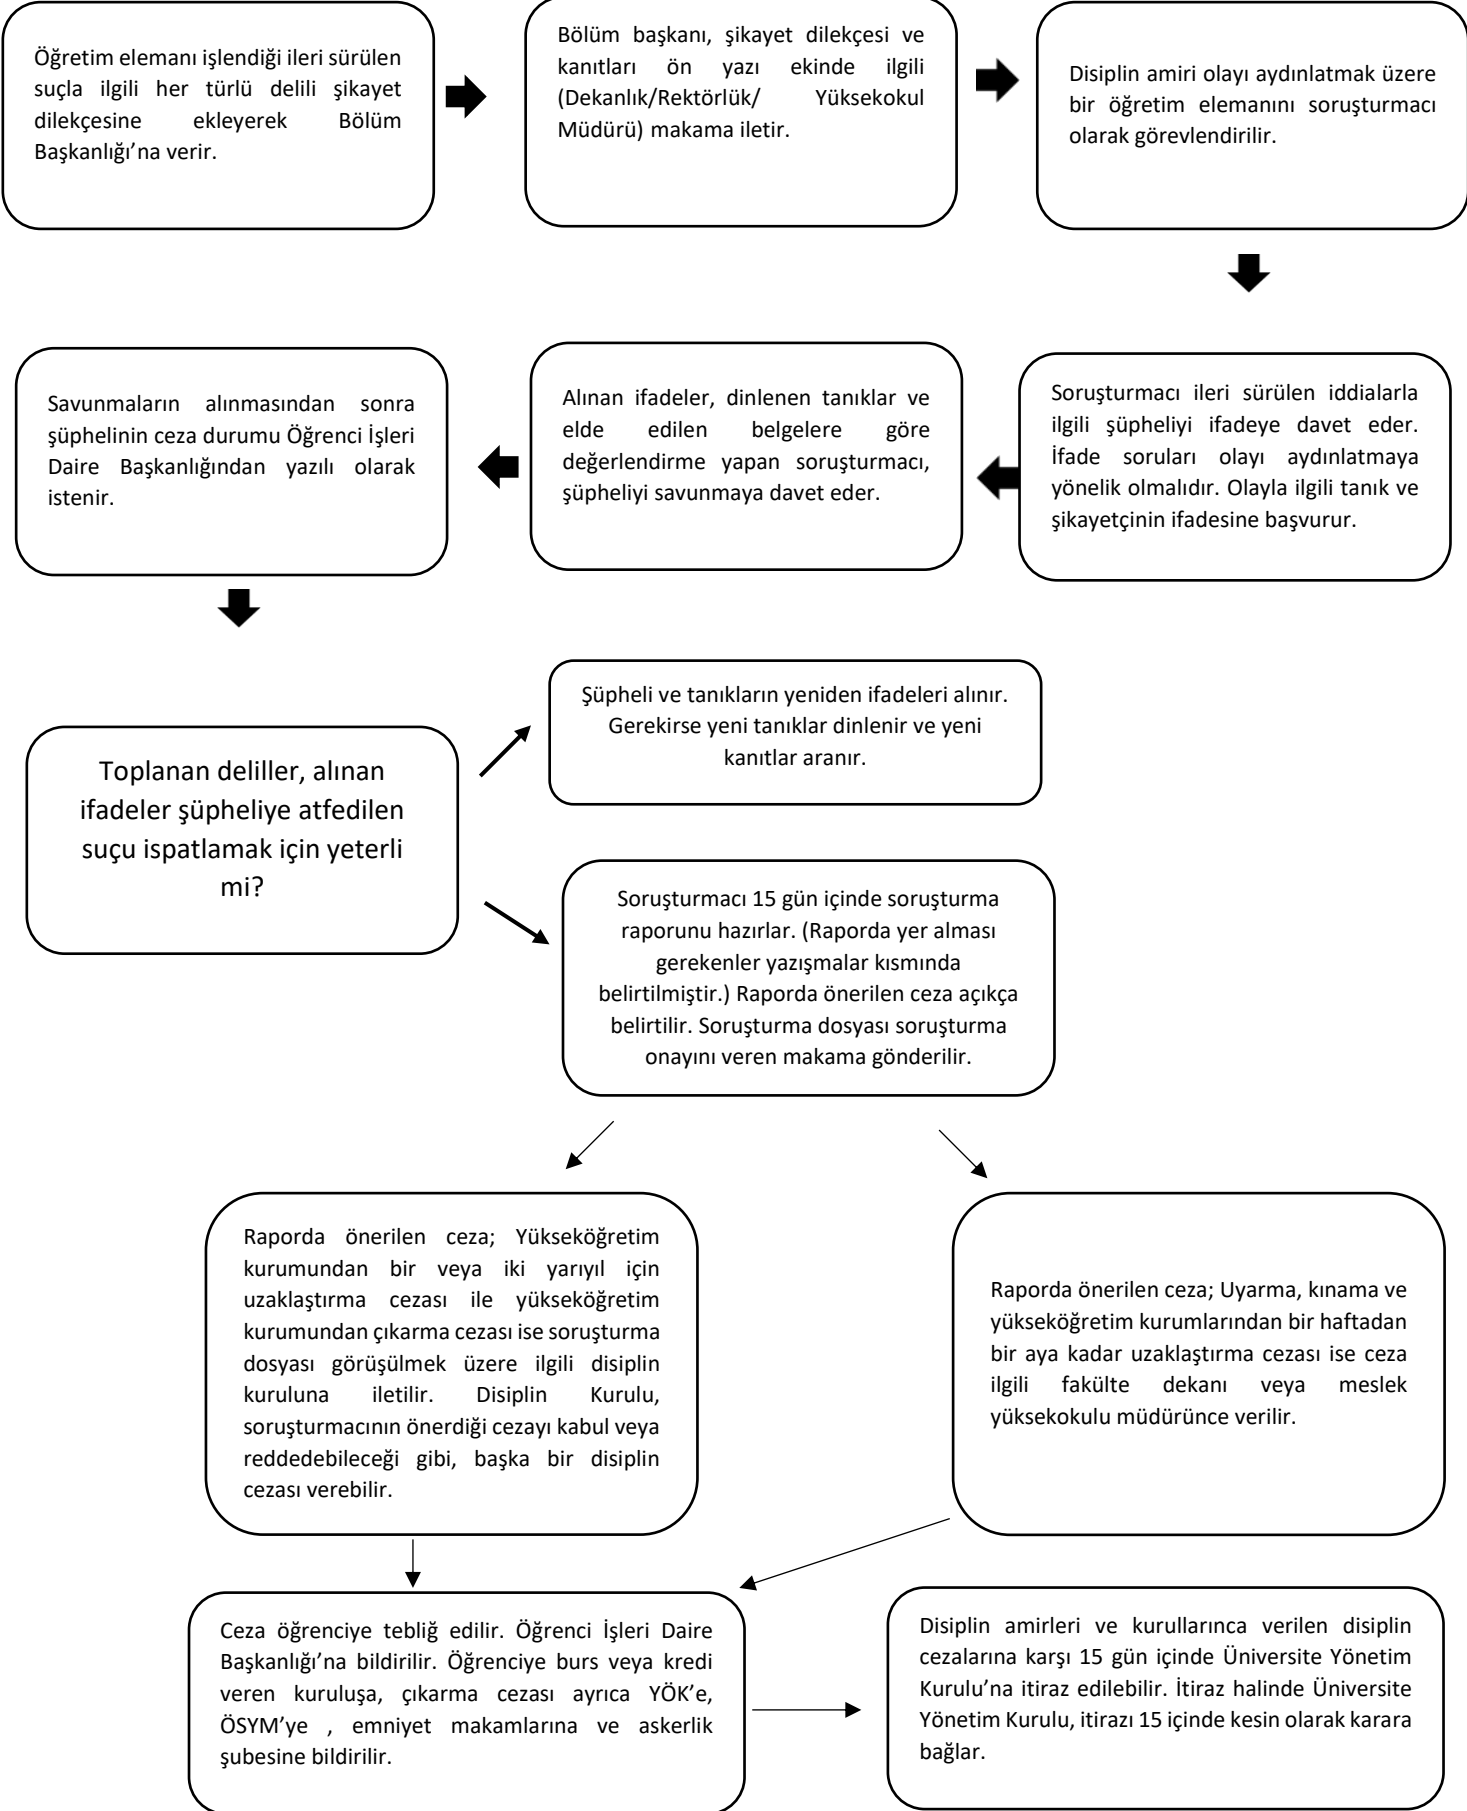 Öğretim elemanı işlendiği ileri sürülen
suçla ilgili her türlü delili şikayet
dilekçesine ekleyerek Bölüm
Başkanlığı’na verir.
Bölüm başkanı, şikayet dilekçesi ve
kanıtları ön yazı ekinde ilgili
(Dekanlık/Rektörlük/ Yüksekokul
Müdürü) makama iletir.
Disiplin amiri olayı aydınlatmak üzere
bir öğretim elemanını soruşturmacı
olarak görevlendirilir.
Soruşturmacı ileri sürülen iddialarla
ilgili şüpheliyi ifadeye davet eder.
İfade soruları olayı aydınlatmaya
yönelik olmalıdır. Olayla ilgili tanık ve
şikayetçinin ifadesine başvurur.
Alınan ifadeler, dinlenen tanıklar ve
elde edilen belgelere göre
değerlendirme yapan soruşturmacı,
şüpheliyi savunmaya davet eder.
Savunmaların alınmasından sonra
şüphelinin ceza durumu Öğrenci İşleri
Daire Başkanlığından yazılı olarak
istenir.
Toplanan deliller, alınan
ifadeler şüpheliye atfedilen
suçu ispatlamak için yeterli
mi?
Şüpheli ve tanıkların yeniden ifadeleri alınır.
Gerekirse yeni tanıklar dinlenir ve yeni
kanıtlar aranır.
Soruşturmacı 15 gün içinde soruşturma
raporunu hazırlar. (Raporda yer alması
gerekenler yazışmalar kısmında
belirtilmiştir.) Raporda önerilen ceza açıkça
belirtilir. Soruşturma dosyası soruşturma
onayını veren makama gönderilir.
Raporda önerilen ceza; Yükseköğretim
kurumundan bir veya iki yarıyıl için
uzaklaştırma cezası ile yükseköğretim
kurumundan çıkarma cezası ise soruşturma
dosyası görüşülmek üzere ilgili disiplin
kuruluna iletilir. Disiplin Kurulu,
soruşturmacının önerdiği cezayı kabul veya
reddedebileceği gibi, başka bir disiplin
cezası verebilir.
Raporda önerilen ceza; Uyarma, kınama ve
yükseköğretim kurumlarından bir haftadan
bir aya kadar uzaklaştırma cezası ise ceza
ilgili fakülte dekanı veya meslek
yüksekokulu müdürünce verilir.
Ceza öğrenciye tebliğ edilir. Öğrenci İşleri Daire
Başkanlığı’na bildirilir. Öğrenciye burs veya kredi
veren kuruluşa, çıkarma cezası ayrıca YÖK’e,
ÖSYM’ye , emniyet makamlarına ve askerlik
şubesine bildirilir.
Disiplin amirleri ve kurullarınca verilen disiplin
cezalarına karşı 15 gün içinde Üniversite Yönetim
Kurulu’na itiraz edilebilir. İtiraz halinde Üniversite
Yönetim Kurulu, itirazı 15 içinde kesin olarak karara
bağlar.